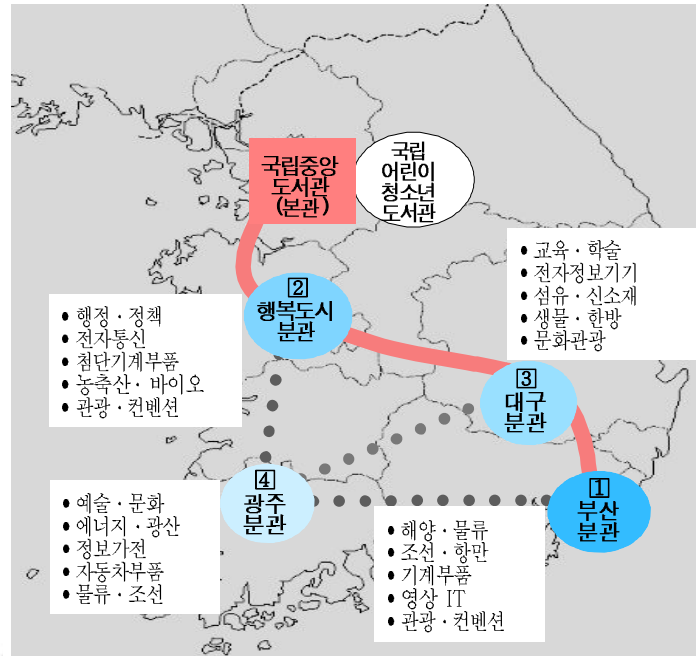 국립중앙
도서관
(본관)
국립
어린이
청소년
도서관
• 교육 · 학술
• 전자정보기기
• 섬유 · 신소재
• 생물 · 한방
• 문화관광
2
행복도시
분관
• 행정 · 정책
• 전자통신
• 첨단기계부품
• 농축산 · 바이오
• 관광 · 컨벤션
3
대구
분관
4
광주
분관
1
부산
분관
• 예술 · 문화
• 에너지 · 광산
• 정보가전
• 자동차부품
• 물류 · 조선
• 해양 · 물류
• 조선 · 항만
• 기계부품
• 영상 IT
• 관광 · 컨벤션